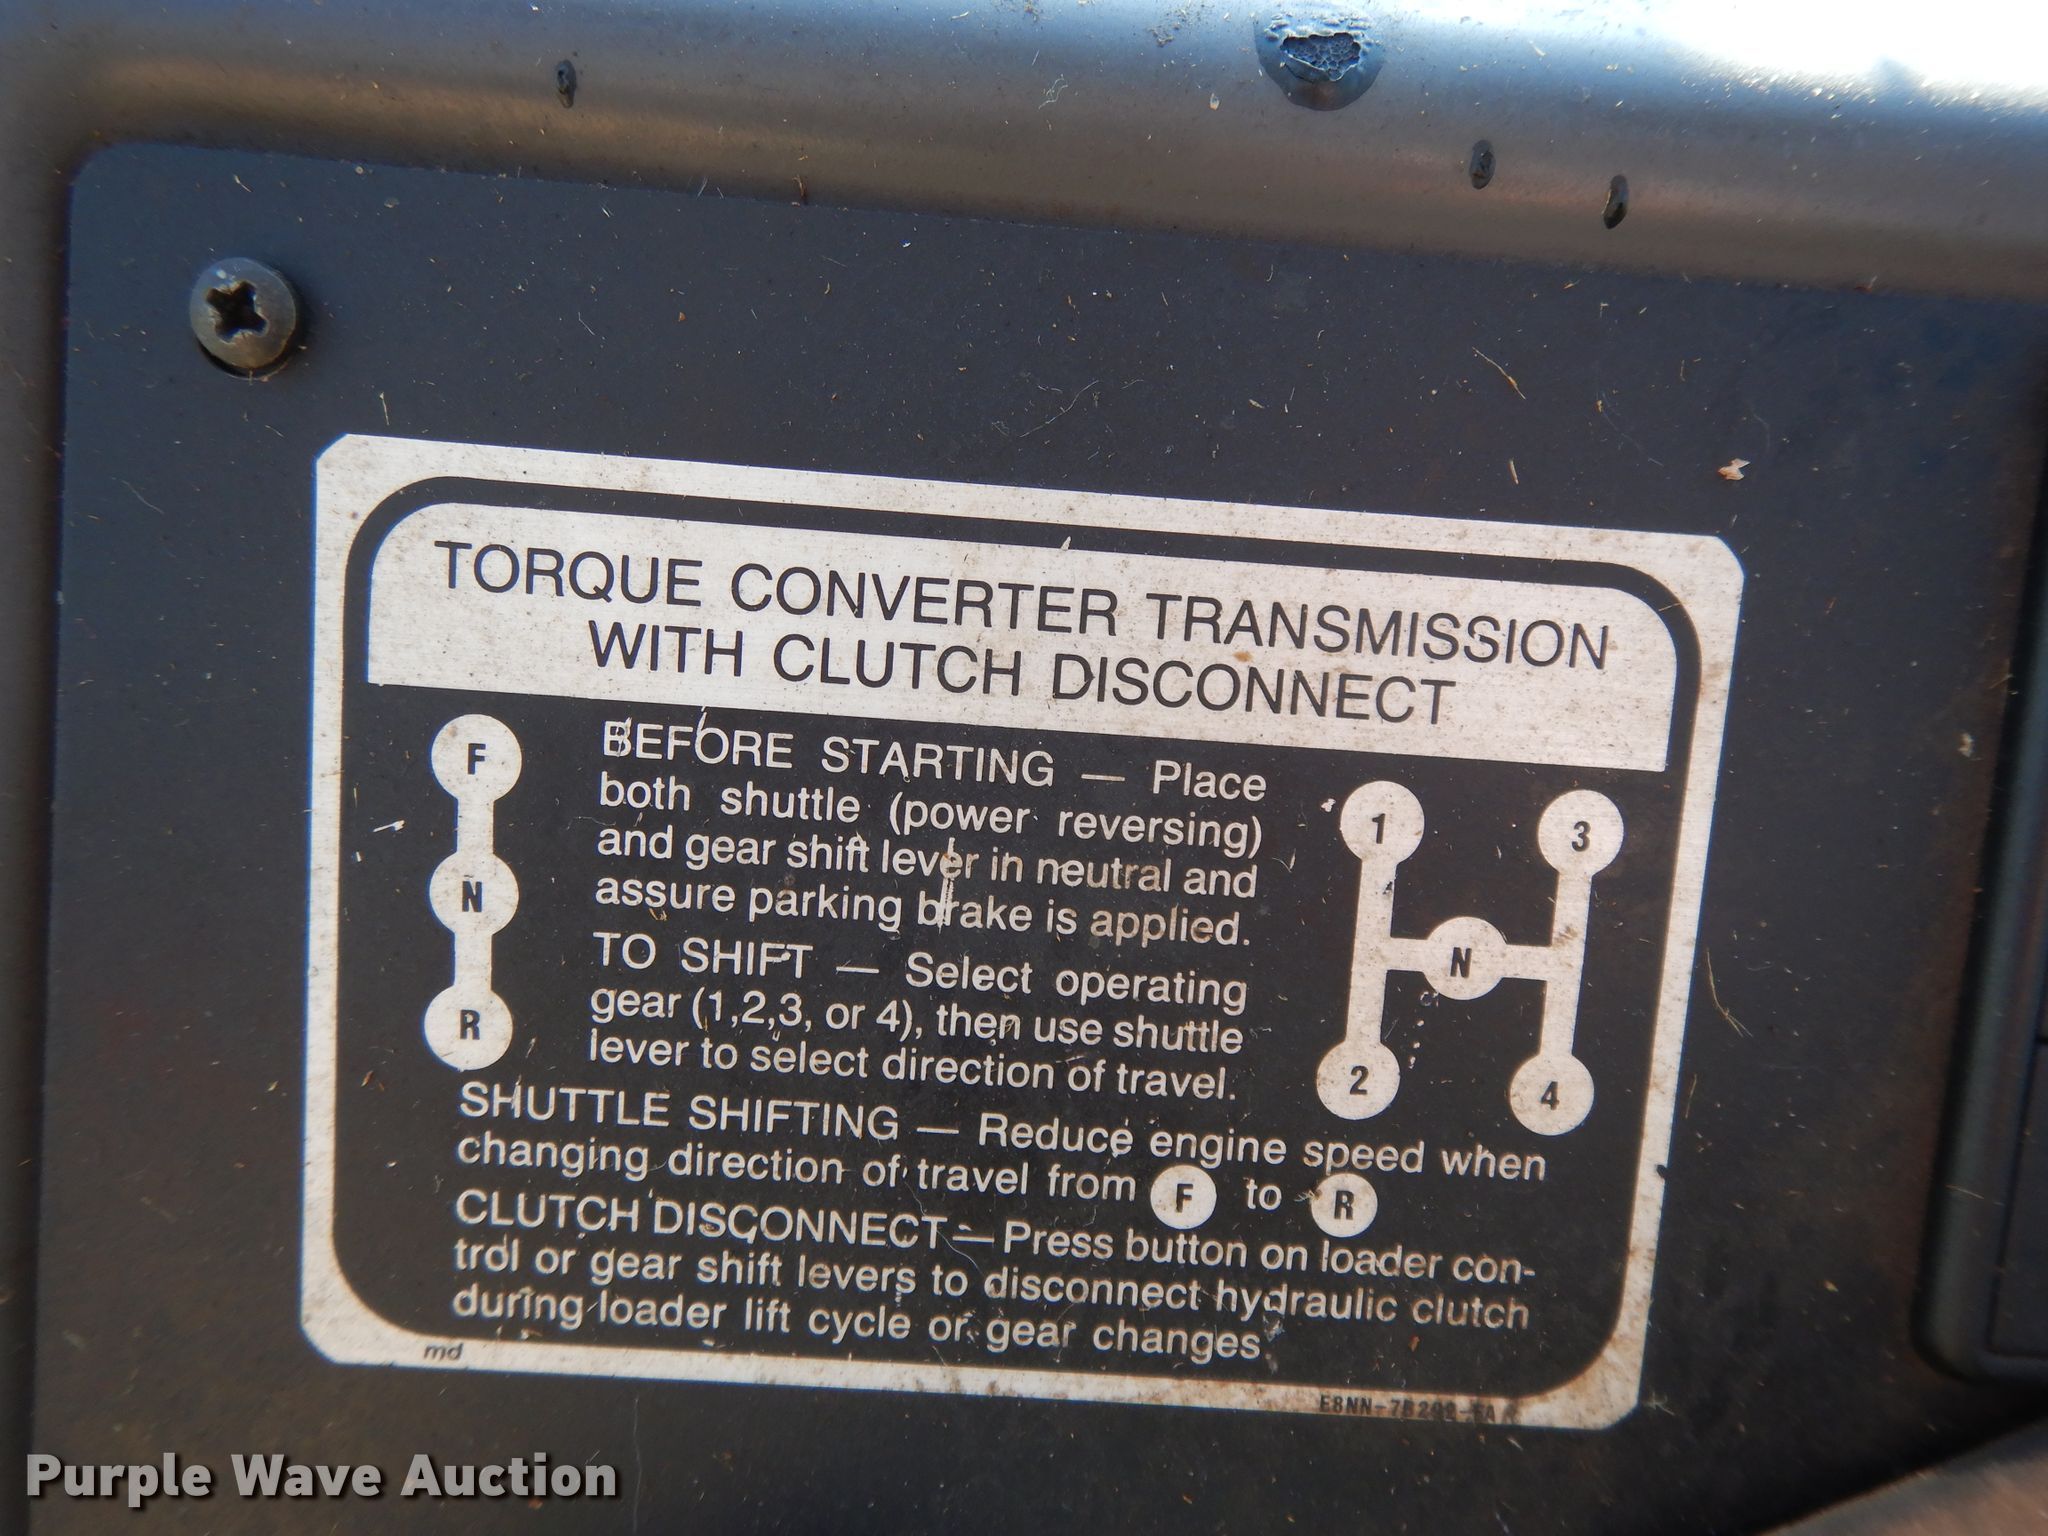 TORQUE CONVERTER TRANSMISSION
WITH CLUTCH DISCONNECT
F
N
R
BEFORE STARTING — Place
both shuttle (power reversing)
and gear shift lever in neutral and
assure parking brake is applied.
TO SHIFT — Select operating
gear (1,2,3, or 4), then use shuttle
lever to select direction of travel.
1 3
N
2 4
SHUTTLE SHIFTING — Reduce engine speed when
changing direction of travel from F to R
CLUTCH DISCONNECT — Press button on loader con-
trol or gear shift levers to disconnect hydraulic clutch
during loader lift cycle or gear changes.
md
Purple Wave Auction